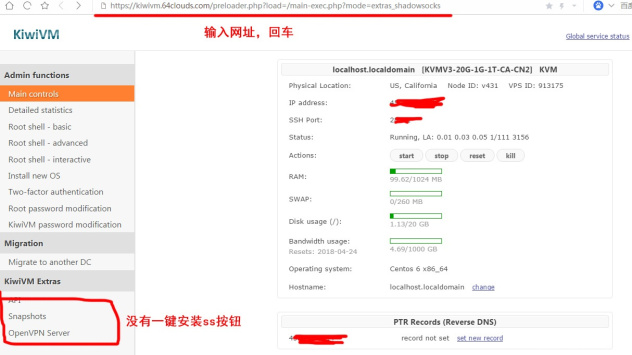 https://kiwivm.64clouds.com/preloader.php?load=/main-exec.php?mode=extras_shadowsocks
输入网址，回车
KiwiVM
Global service status
Admin functions
Main controls
Detailed statistics
Root shell - basic
Root shell - advanced
Root shell - interactive
Install new OS
Two-factor authentication
Root password modification
KiwiVM password modification
Migration
Migrate to another DC
KiwiVM Extras
API
Snapshots
OpenVPN Server
没有一键安装ss按钮
localhost.localdomain [KVMV3-20G-1G-1T-CA-CN2] KVM
Physical Location: US, California Node ID: v431 VPS ID: 913175
IP address:
SSH Port:
Status: Running, LA: 0.01 0.03 0.05 1/111 3156
Actions: start stop reset kill
RAM:
99.62/1024 MB
SWAP:
0/260 MB
Disk usage (/):
1.13/20 GB
Bandwidth usage:
Resets: 2018-04-24
4.69/1000 GB
Operating system: Centos 6 x86_64
Hostname: localhost.localdomain change
PTR Records (Reverse DNS)
record not set set new record